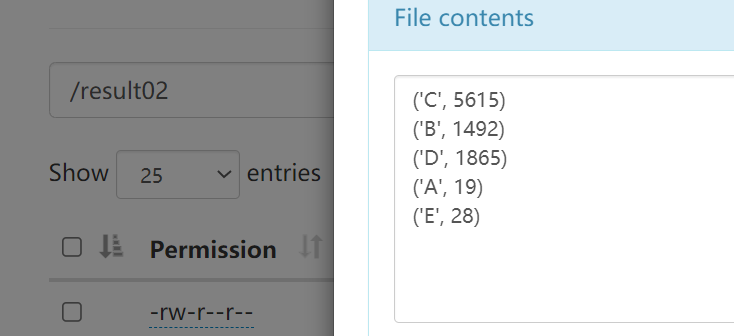 File contents
/result02
Show 25 entries
Permission
-rw-r--r--
('C', 5615)
('B', 1492)
('D', 1865)
('A', 19)
('E', 28)